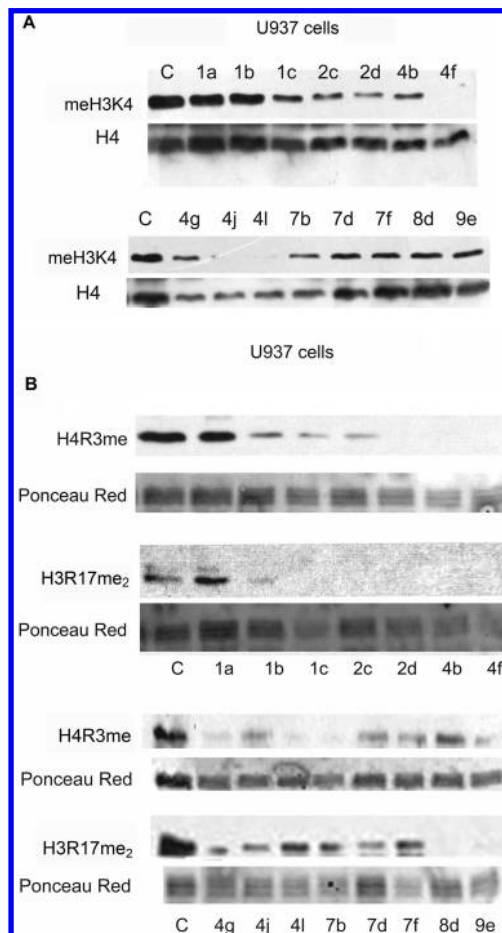 A
U937 cells
C 1a 1b 1c 2c 2d 4b 4f
meH3K4
H4
C 4g 4j 4l 7b 7d 7f 8d 9e
meH3K4
H4
U937 cells
B
H4R3me
Ponceau Red
H3R17me₂
Ponceau Red
C 1a 1b 1c 2c 2d 4b 4f
H4R3me
Ponceau Red
H3R17me₂
Ponceau Red
C 4g 4j 4l 7b 7d 7f 8d 9e